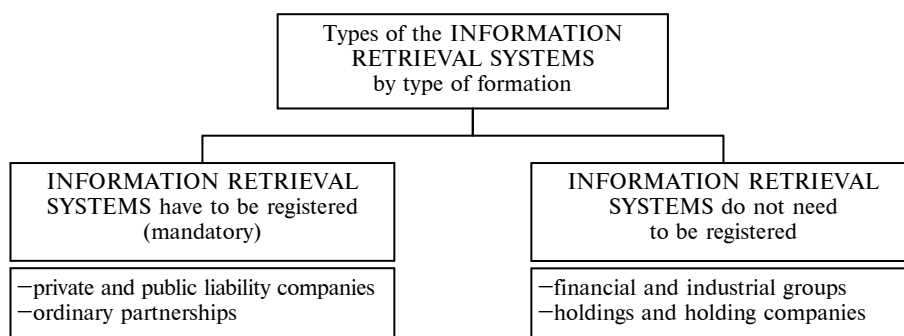 Types of the INFORMATION
RETRIEVAL SYSTEMS
by type of formation
INFORMATION RETRIEVAL
SYSTEMS have to be registered
(mandatory)
−private and public liability companies
−ordinary partnerships
INFORMATION RETRIEVAL
SYSTEMS do not need
to be registered
−financial and industrial groups
−holdings and holding companies